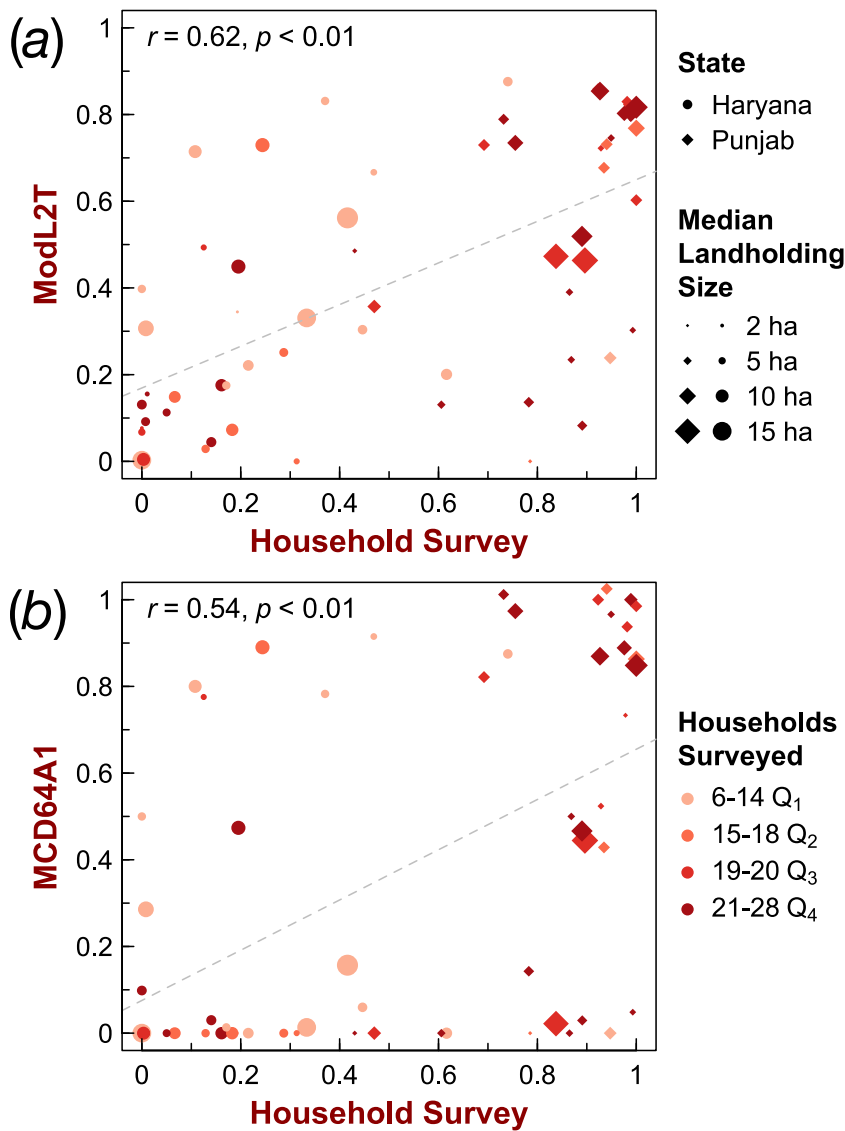 (a)
r = 0.62, p < 0.01
1
0.8
0.6
0.4
0.2
0
ModL2T
0
0.2
0.4
0.6
0.8
1
Household Survey
State
Haryana
Punjab
Median
Landholding
Size
2 ha
5 ha
10 ha
15 ha
(b)
r = 0.54, p < 0.01
1
0.8
0.6
0.4
0.2
0
MCD64A1
0
0.2
0.4
0.6
0.8
1
Household Survey
Households
Surveyed
6-14 Q₁
15-18 Q₂
19-20 Q₃
21-28 Q₄